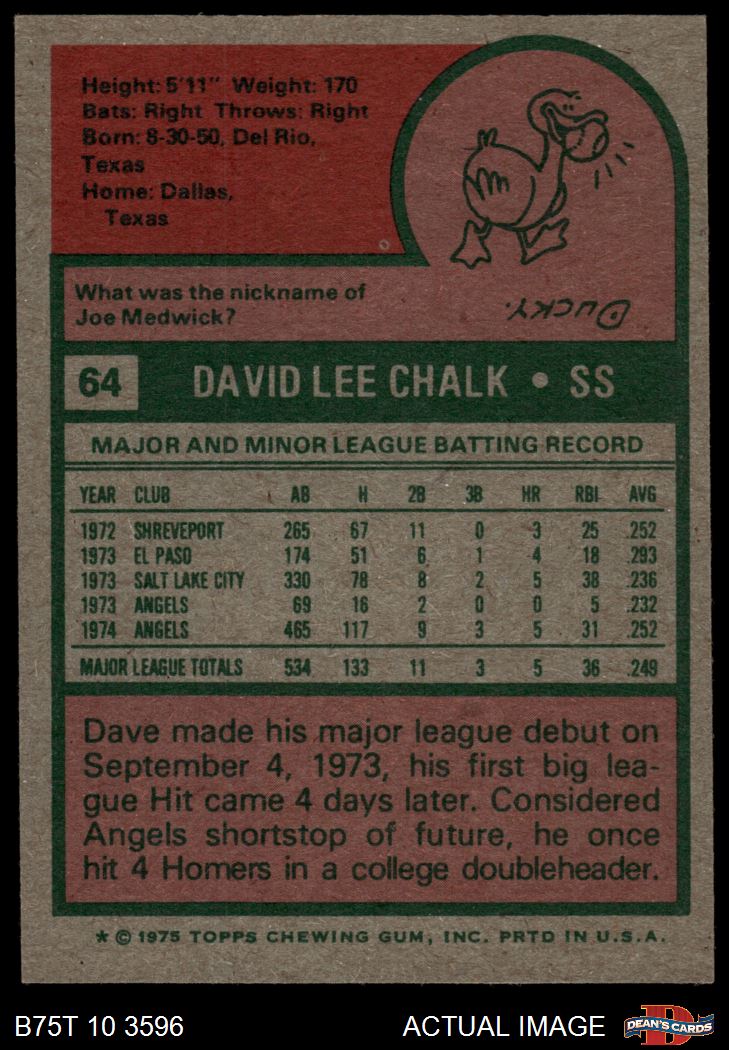 Height: 5'11" Weight: 170
Bats: Right Throws: Right
Born: 8-30-50, Del Rio,
Texas
Home: Dallas,
Texas
What was the nickname of
Joe Medwick?
DUCKY.
64 DAVID LEE CHALK • SS
MAJOR AND MINOR LEAGUE BATTING RECORD
YEAR CLUB AB H 2B 3B HR RBI AVG
1972 SHREVEPORT 265 67 11 0 3 25 .252
1973 EL PASO 174 51 6 1 4 18 .293
1973 SALT LAKE CITY 330 78 8 2 5 38 .236
1973 ANGELS 69 16 2 0 0 5 .232
1974 ANGELS 465 117 9 3 5 31 .252
MAJOR LEAGUE TOTALS 534 133 11 3 5 36 .249
Dave made his major league debut on
September 4, 1973, his first big lea-
gue Hit came 4 days later. Considered
Angels shortstop of future, he once
hit 4 Homers in a college doubleheader.
* © 1975 TOPPS CHEWING GUM, INC. PRTD IN U.S.A.
B75T 10 3596 ACTUAL IMAGE D DEAN'S CARDS